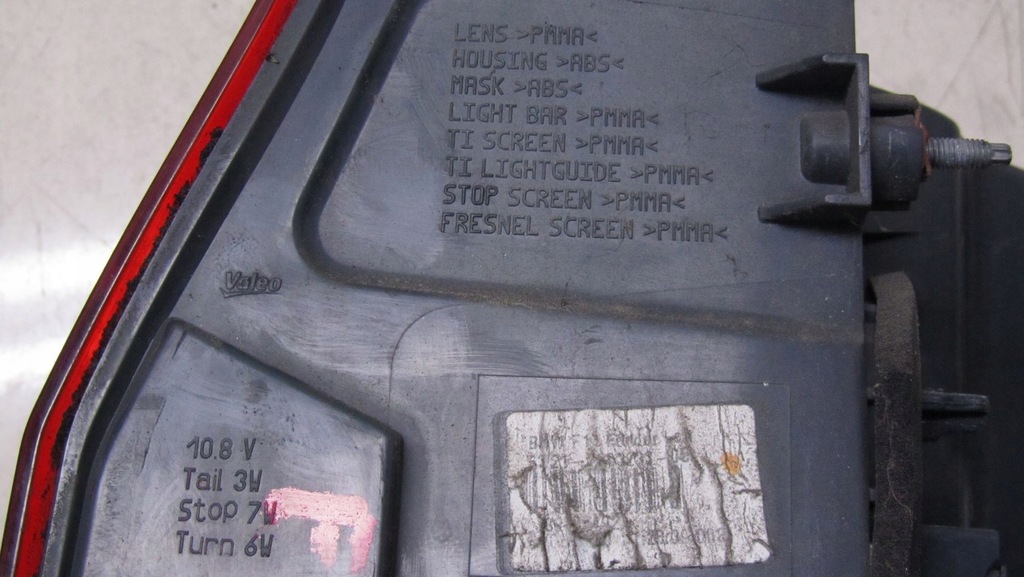 LENS >PMMA<
HOUSING >ABS<
MASK >ABS<
LIGHT BAR >PMMA<
TI SCREEN >PMMA<
TI LIGHTGUIDE >PMMA<
STOP SCREEN >PMMA<
FRESNEL SCREEN >PMMA<
Valeo
10.8 V
Tail 3W
Stop 7W
Turn 6W